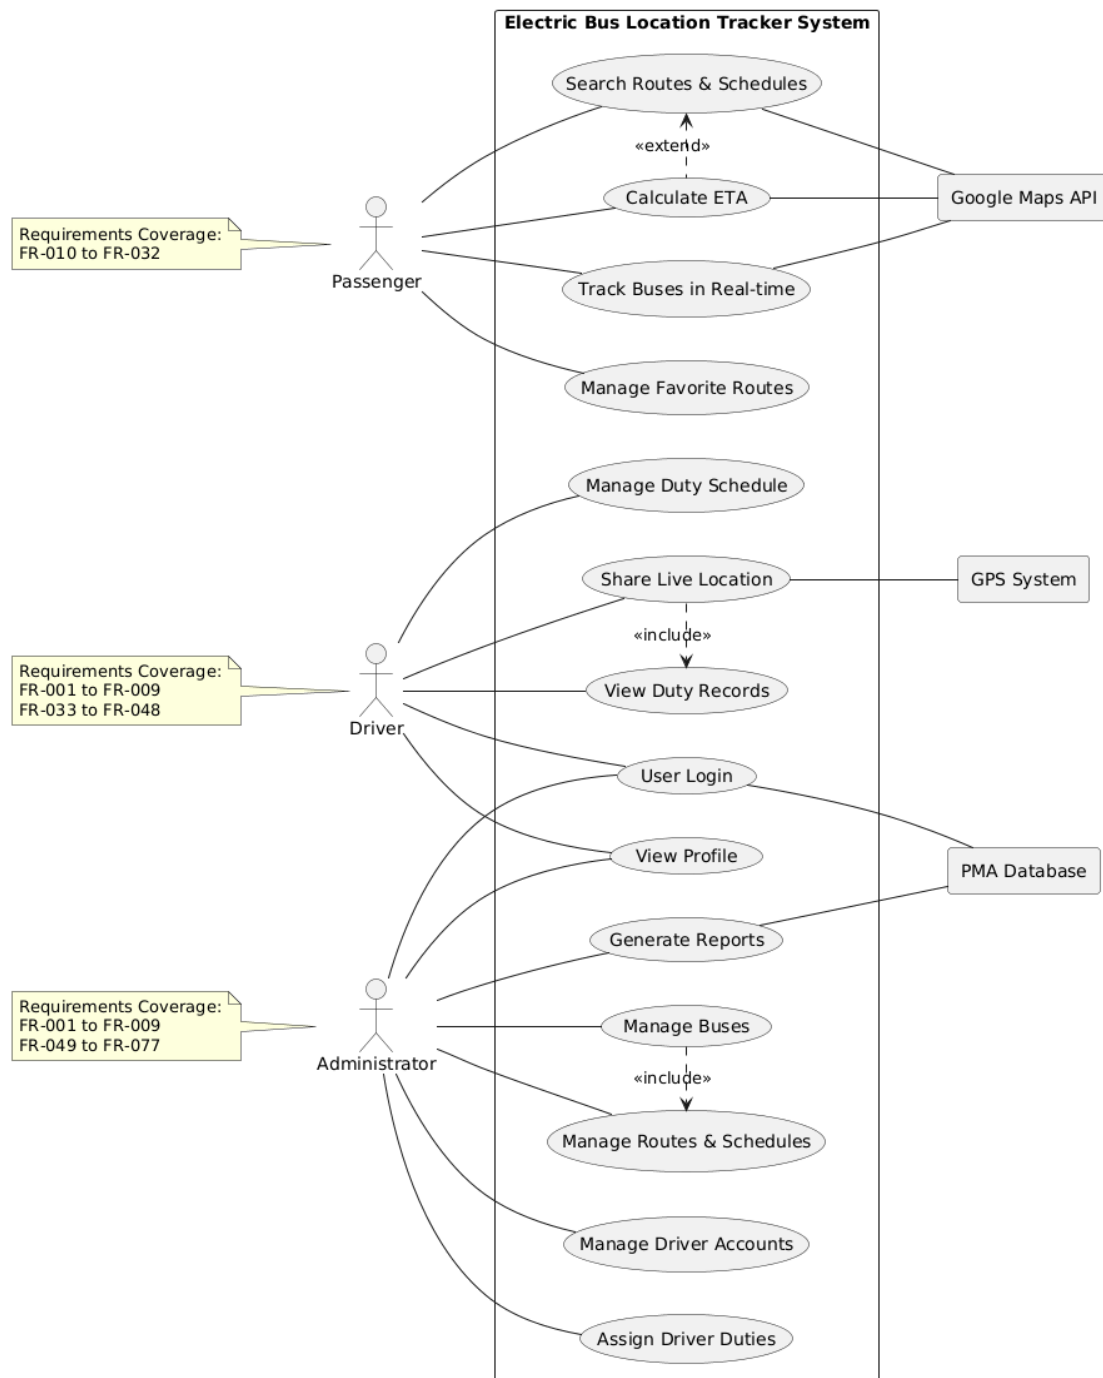 Electric Bus Location Tracker System
Search Routes & Schedules
«extend»
Calculate ETA
Google Maps API
Requirements Coverage:
FR-010 to FR-032
Passenger
Track Buses in Real-time
Manage Favorite Routes
Manage Duty Schedule
Share Live Location
GPS System
«include»
Requirements Coverage:
FR-001 to FR-009
FR-033 to FR-048
Driver
View Duty Records
User Login
View Profile
PMA Database
Generate Reports
Requirements Coverage:
FR-001 to FR-009
FR-049 to FR-077
Administrator
Manage Buses
«include»
Manage Routes & Schedules
Manage Driver Accounts
Assign Driver Duties